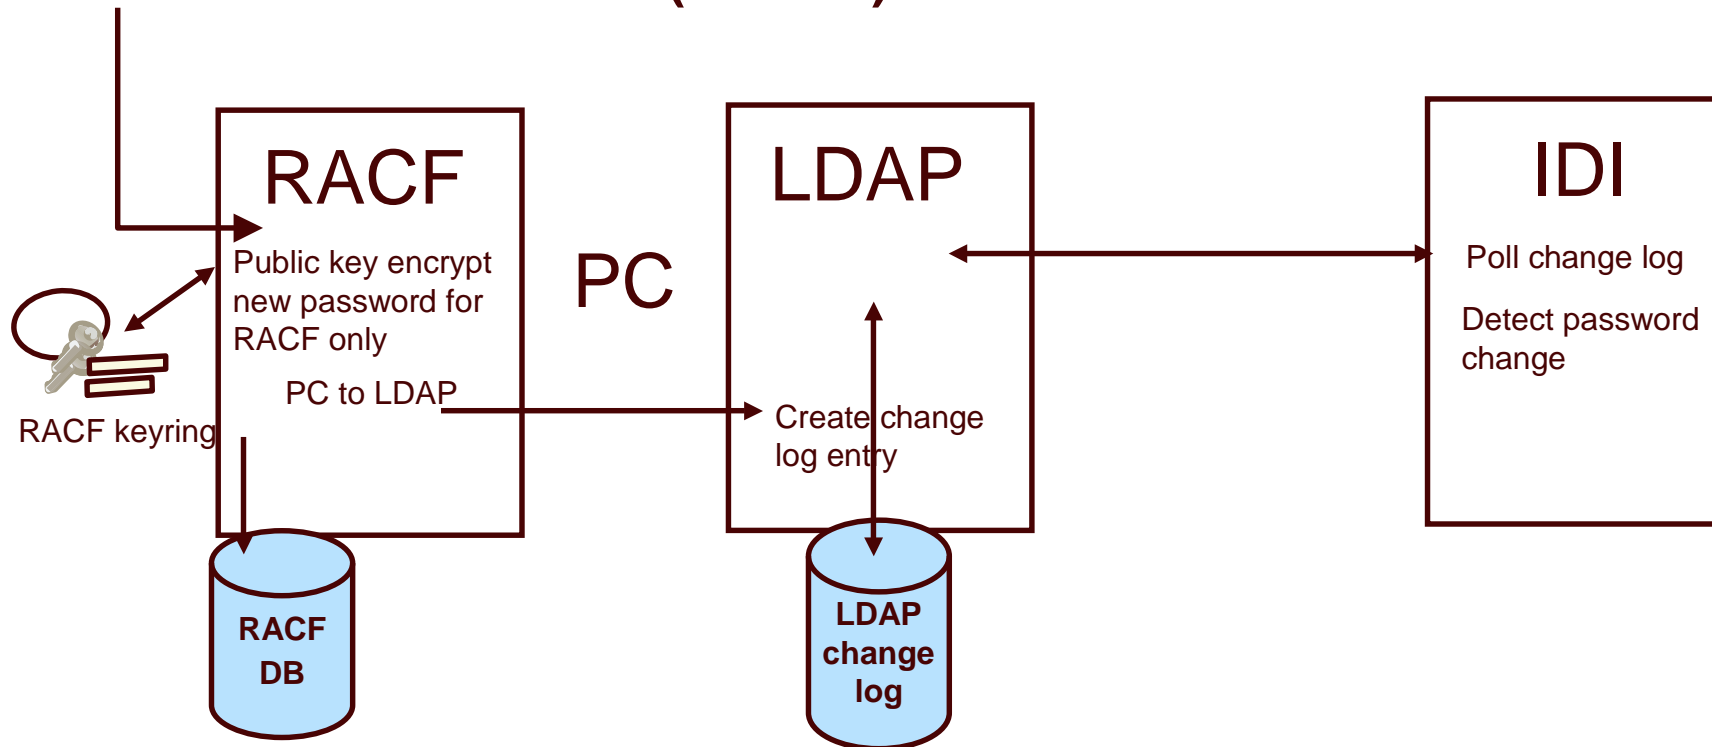 RACF
Public key encrypt
new password for
RACF only
PC to LDAP
RACF keyring
RACF
DB
PC
LDAP
Create change
log entry
LDAP
change
log
IDI
Poll change log
Detect password
change